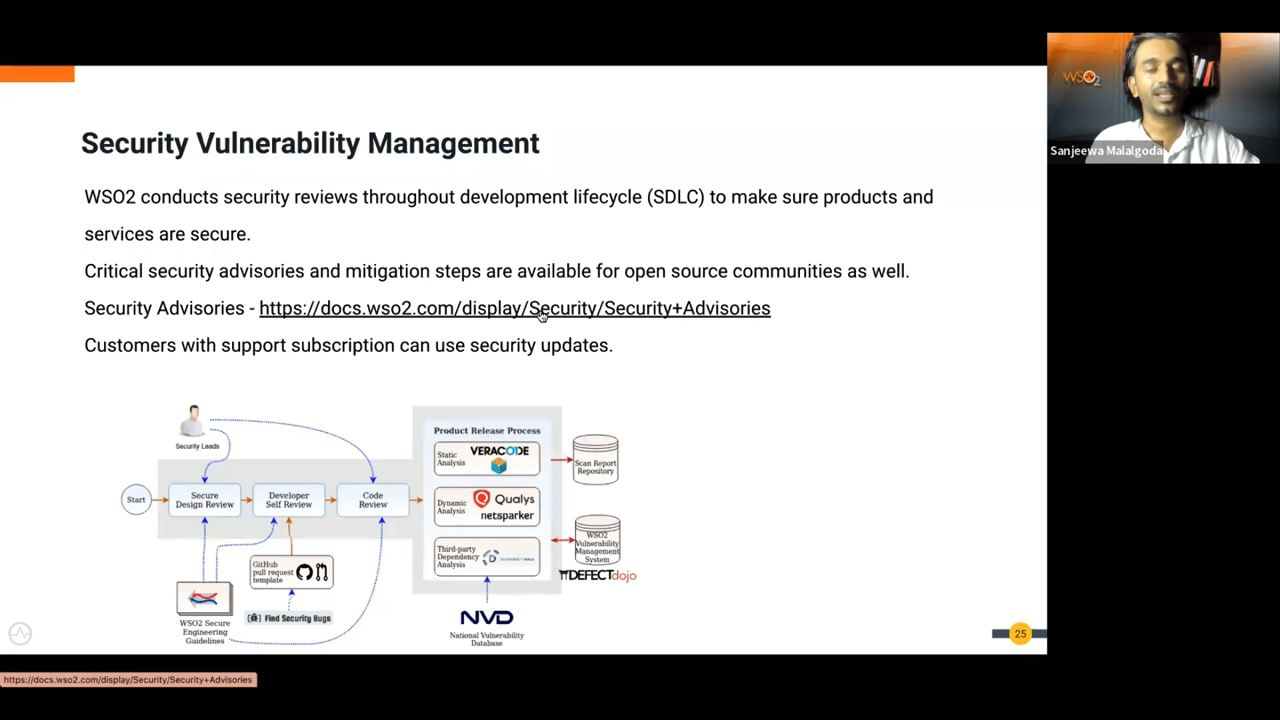 WSO2
Sanjeewa Malalgoda
Security Vulnerability Management
WSO2 conducts security reviews throughout development lifecycle (SDLC) to make sure products and
services are secure.
Critical security advisories and mitigation steps are available for open source communities as well.
Security Advisories - https://docs.wso2.com/display/Security/Security+Advisories
Customers with support subscription can use security updates.
Security Leads
Start
Secure
Design Review
Developer
Self Review
Code
Review
Product Release Process
Static
Analysis
VERACODE
Dynamic
Analysis
Qualys
netsparker
Third-party
Dependency
Analysis
Scan Report
Repository
WSO2
Vulnerability
Management
System
DEFECTdojo
GitHub
pull request
template
Find Security Bugs
WSO2 Secure
Engineering
Guidelines
NVD
National Vulnerability
Database
25
https://docs.wso2.com/display/Security/Security+Advisories